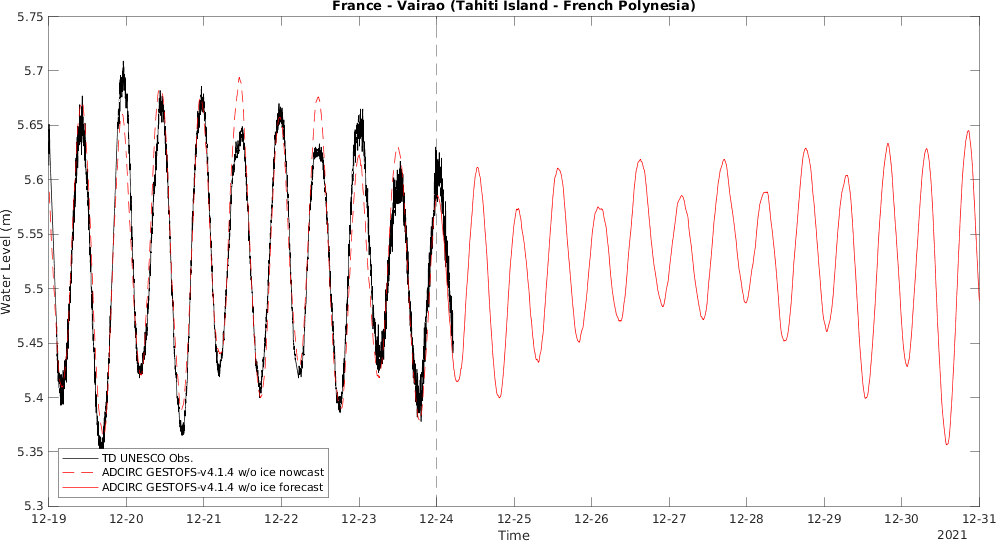 France - Vairao (Tahiti Island - French Polynesia)
5.75
5.7
5.65
5.6
5.55
5.5
5.45
5.4
5.35
5.3
Water Level (m)
TD UNESCO Obs.
ADCIRC GESTOFS-v4.1.4 w/o ice nowcast
ADCIRC GESTOFS-v4.1.4 w/o ice forecast
12-19 12-20 12-21 12-22 12-23 12-24 12-25 12-26 12-27 12-28 12-29 12-30 12-31
Time
2021